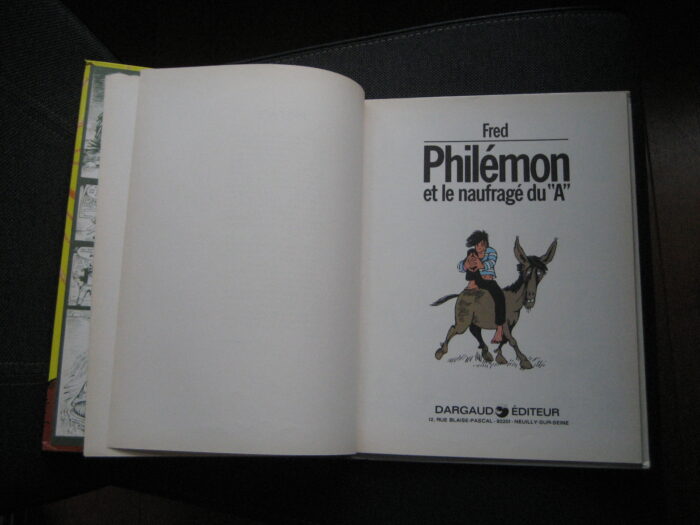 Fred
Philémon
et le naufragé du "A"
DARGAUD ÉDITEUR
12, RUE BLAISE-PASCAL - 92201 - NEUILLY-SUR-SEINE